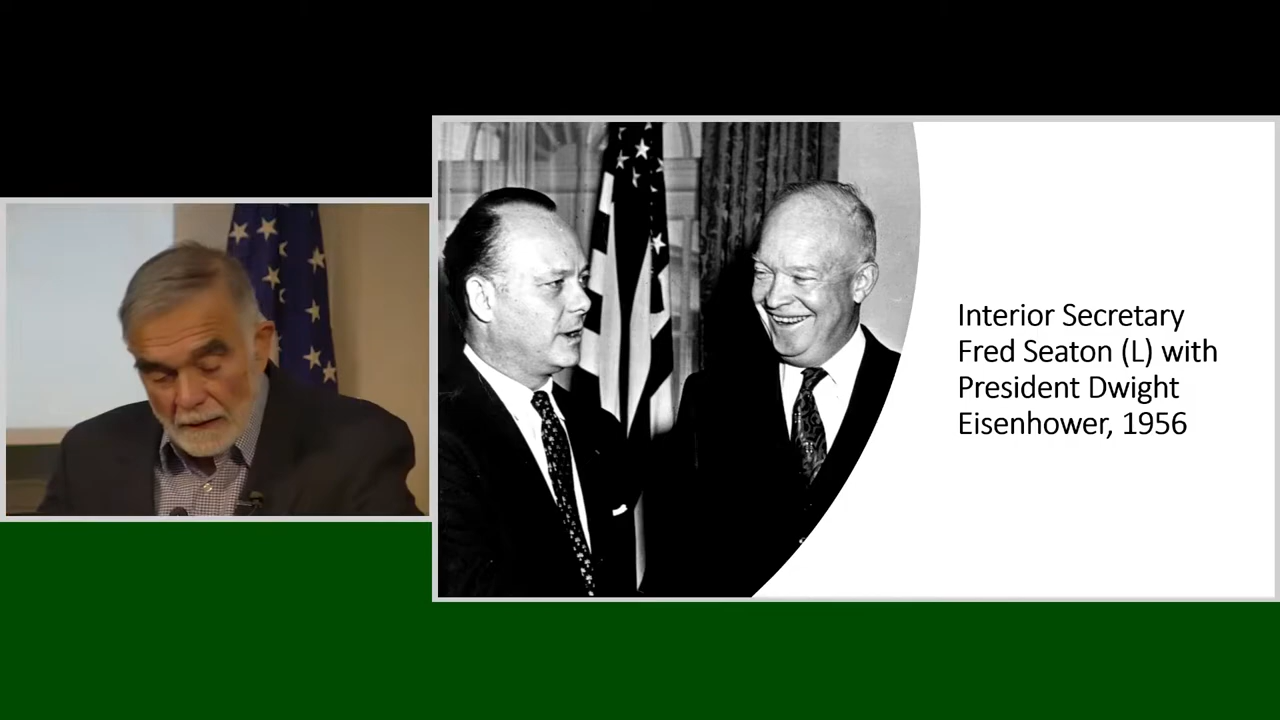 Interior Secretary
Fred Seaton (L) with
President Dwight
Eisenhower, 1956